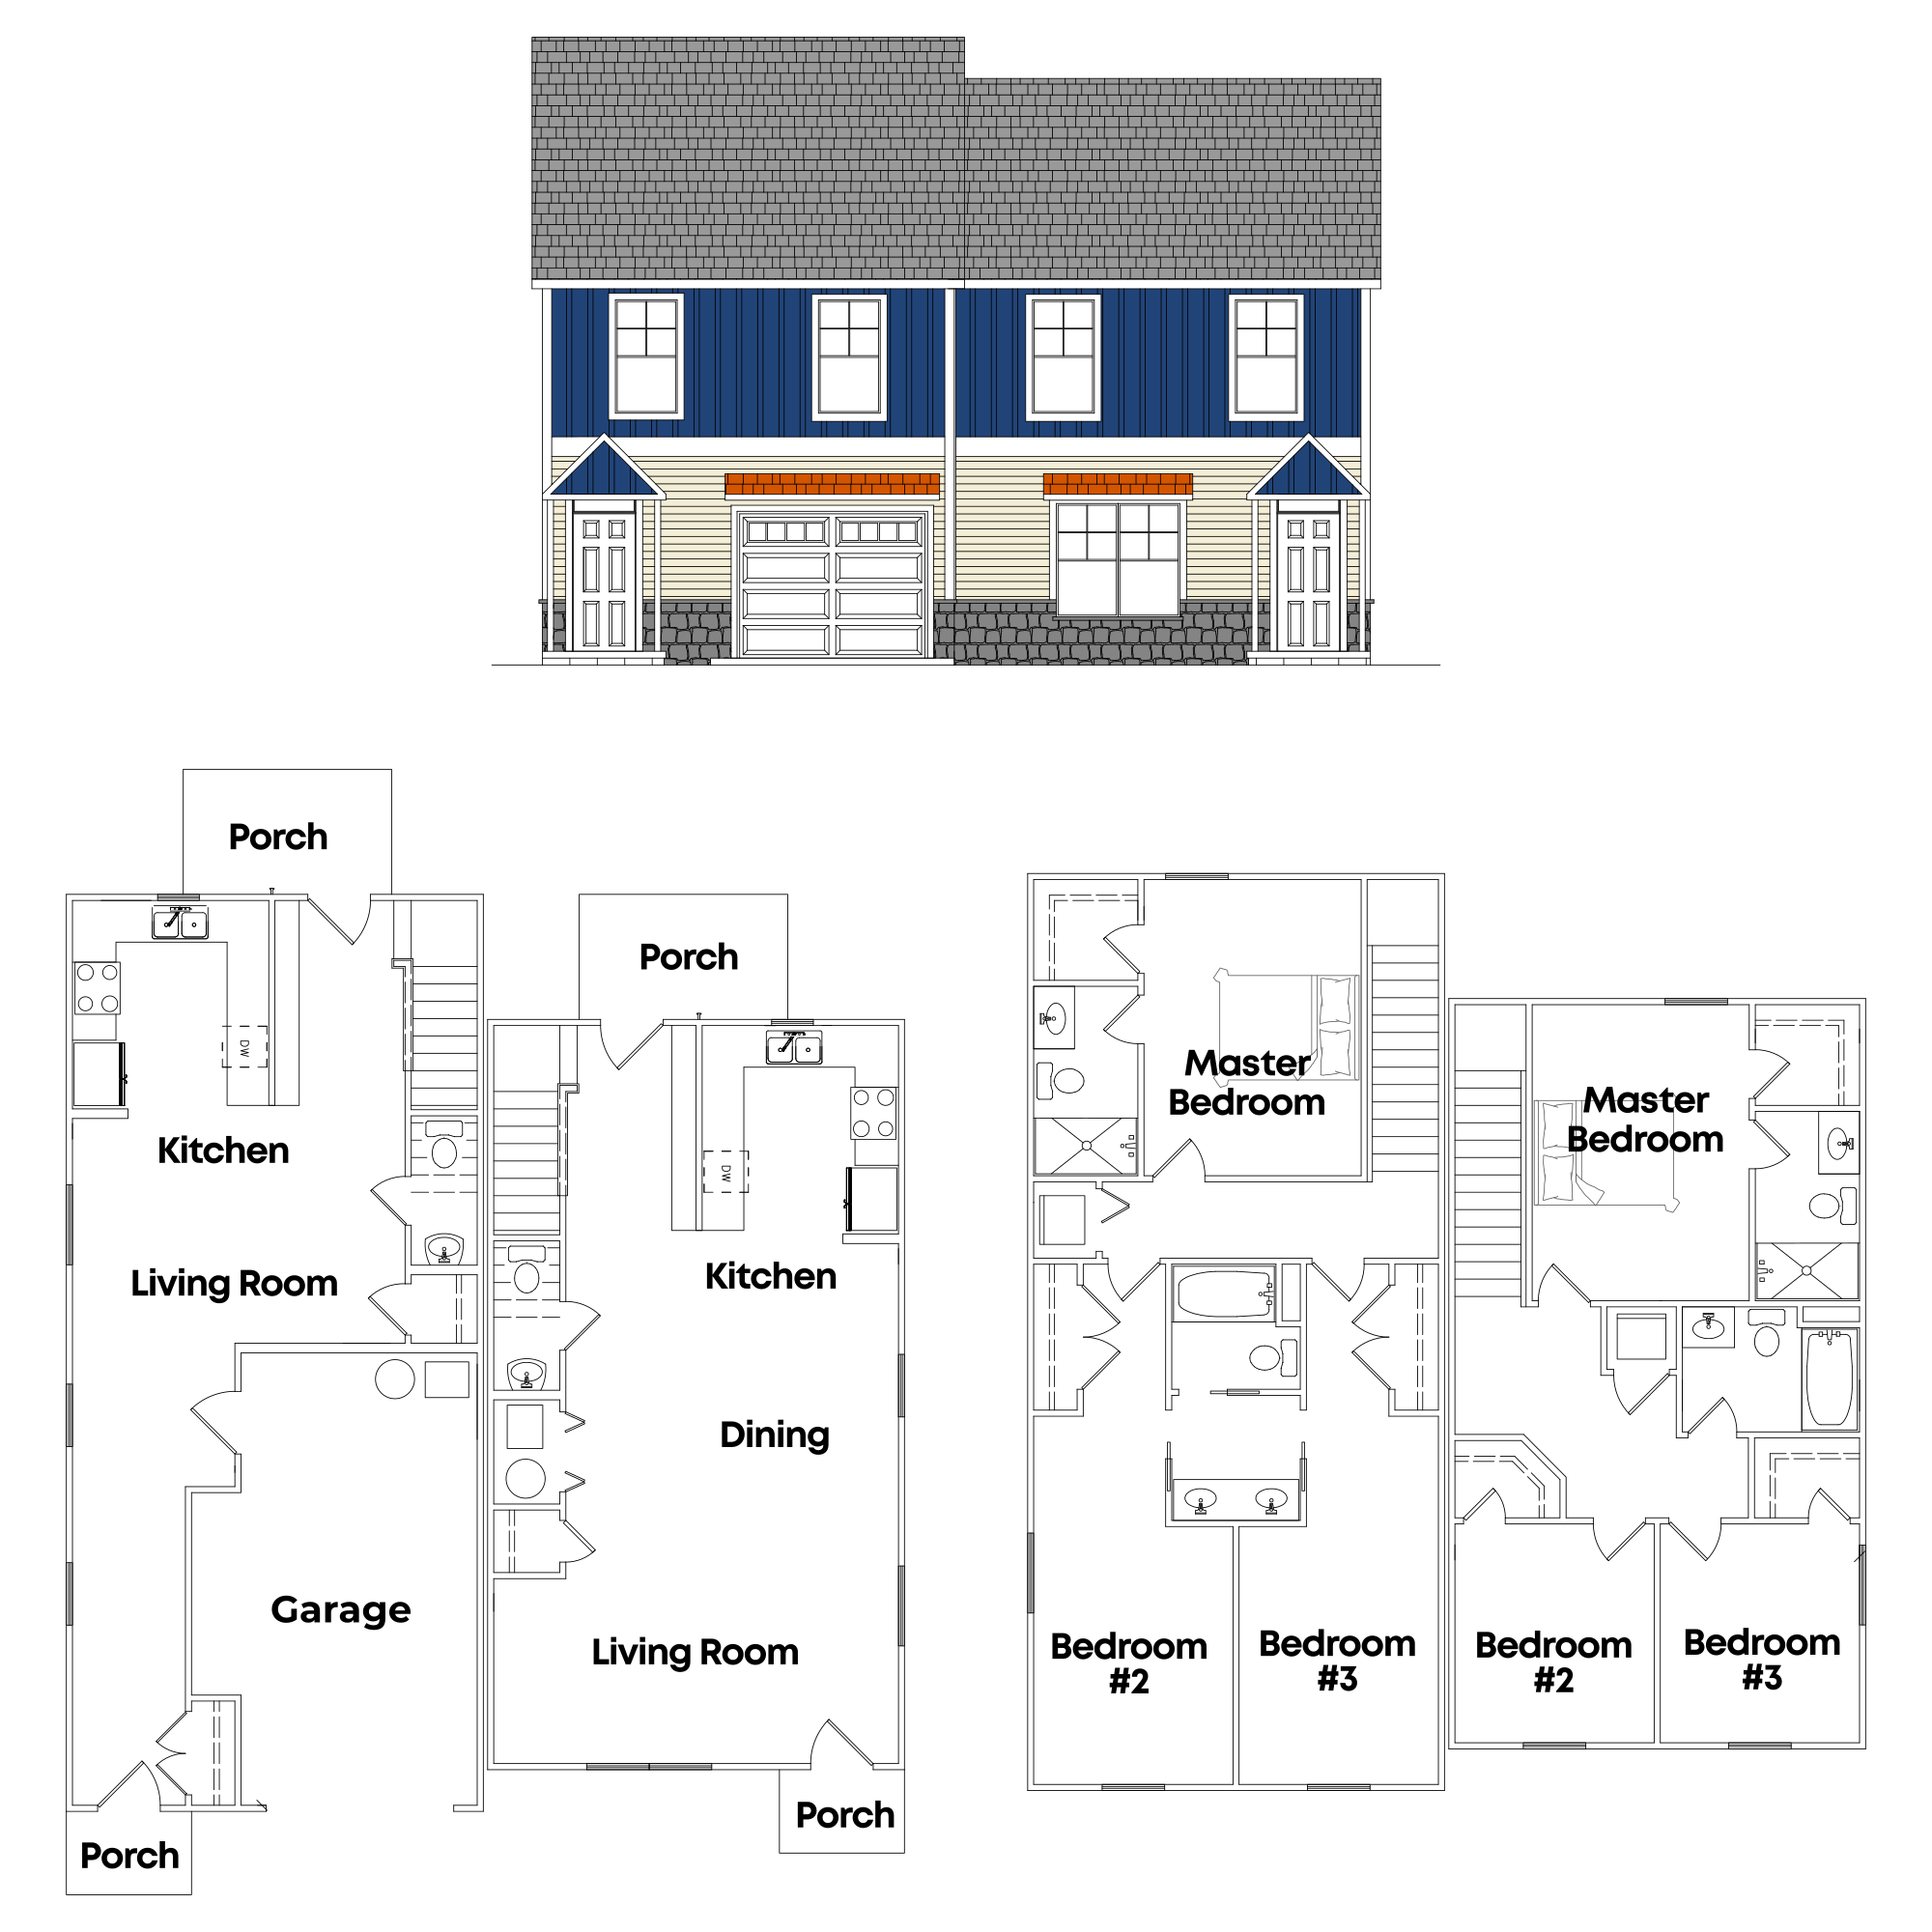 Porch
DW
Kitchen
Living Room
Garage
Porch
Porch
DW
Kitchen
Dining
Living Room
Porch
Master
Bedroom
Bedroom
#2
Bedroom
#3
Master
Bedroom
Bedroom
#2
Bedroom
#3